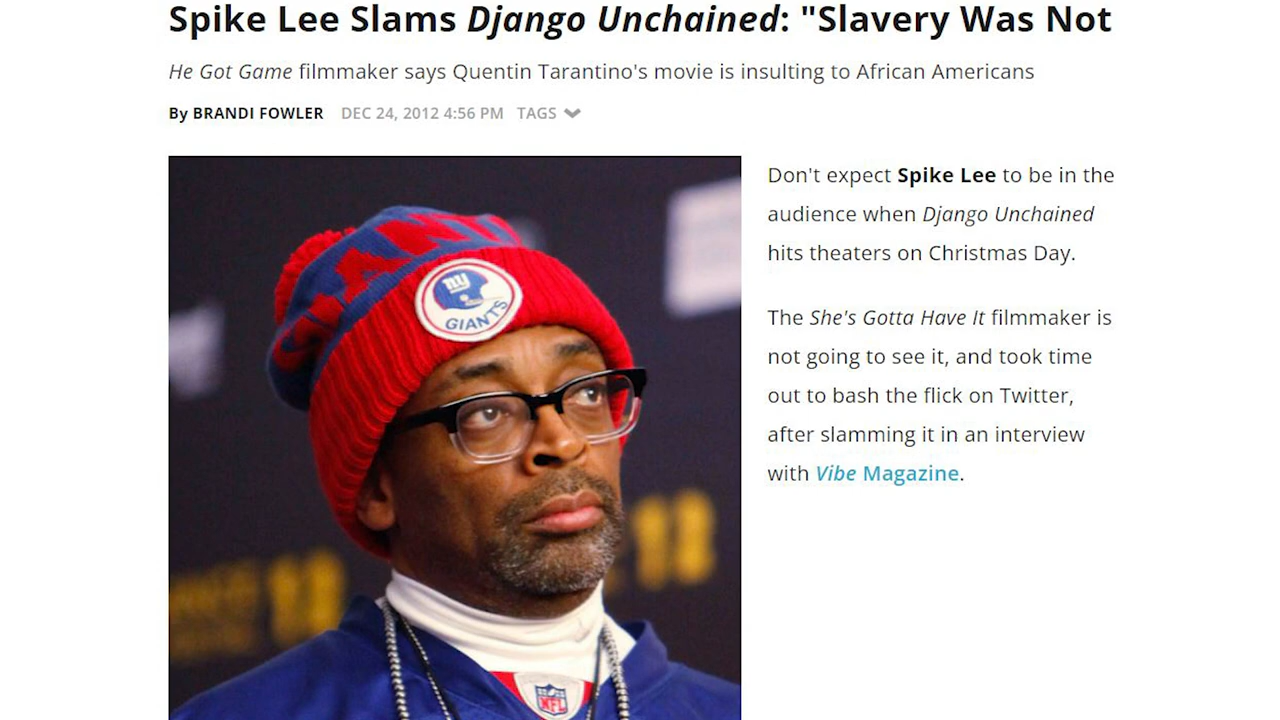 Spike Lee Slams Django Unchained: "Slavery Was Not
He Got Game filmmaker says Quentin Tarantino's movie is insulting to African Americans
By BRANDI FOWLER DEC 24, 2012 4:56 PM TAGS
Don't expect Spike Lee to be in the
audience when Django Unchained
hits theaters on Christmas Day.
The She's Gotta Have It filmmaker is
not going to see it, and took time
out to bash the flick on Twitter,
after slamming it in an interview
with Vibe Magazine.
NY
GIANTS
NFL